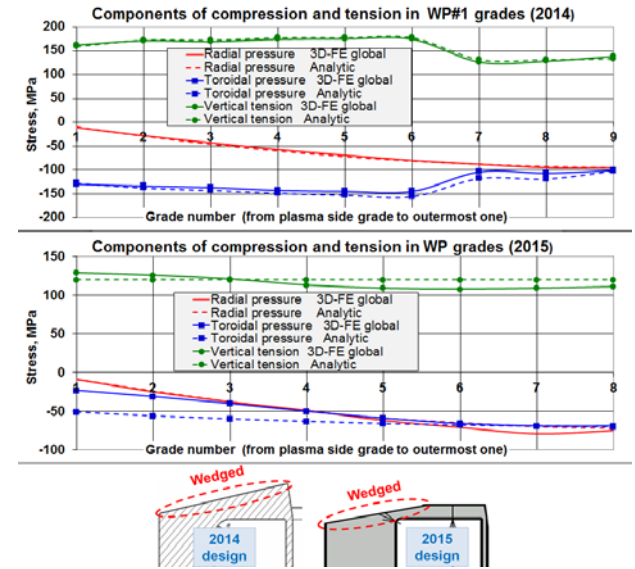 Components of compression and tension in WP#1 grades (2014)
Stress, MPa
200
150
100
50
0
-50
-100
-150
-200
Radial pressure 3D-FE global
Radial pressure Analytic
Toroidal pressure 3D-FE global
Toroidal pressure Analytic
Vertical tension 3D-FE global
Vertical tension Analytic
1 2 3 4 5 6 7 8 9
Grade number (from plasma side grade to outermost one)
Components of compression and tension in WP grades (2015)
Stress, MPa
150
100
50
0
-50
-100
Radial pressure 3D-FE global
Radial pressure Analytic
Toroidal pressure 3D-FE global
Toroidal pressure Analytic
Vertical tension 3D-FE global
Vertical tension Analytic
1 2 3 4 5 6 7 8
Grade number (from plasma side grade to outermost one)
Wedged
2014
design
Wedged
2015
design